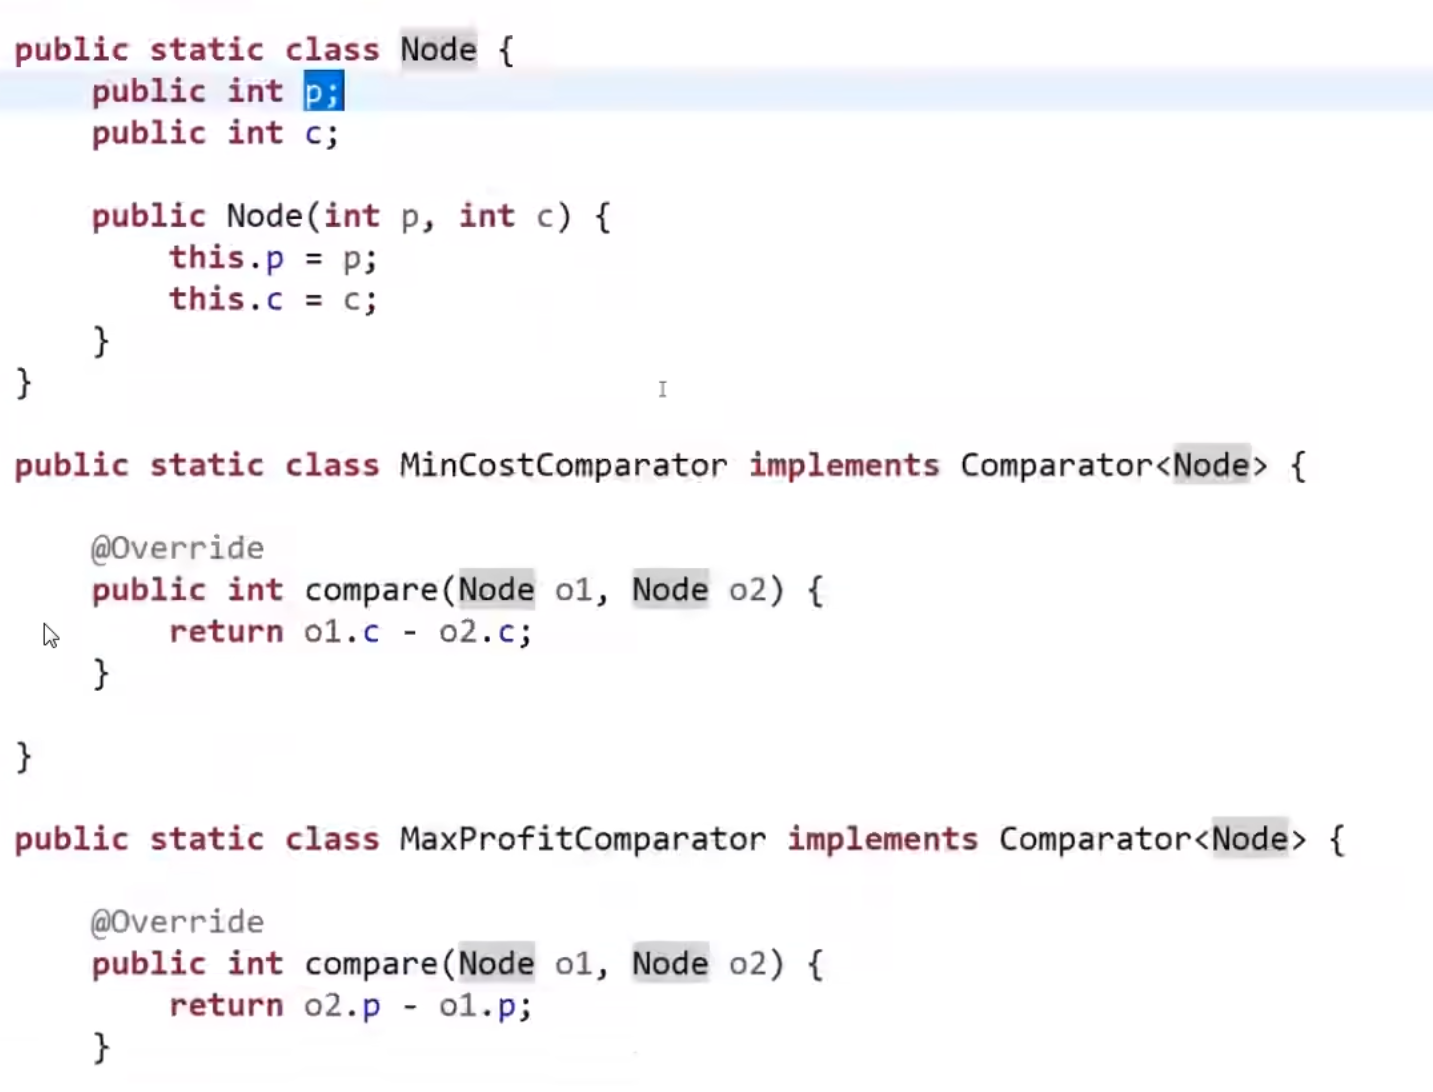 public static class Node {
    public int p;
    public int c;

    public Node(int p, int c) {
        this.p = p;
        this.c = c;
    }
}

public static class MinCostComparator implements Comparator<Node> {

    @Override
    public int compare(Node o1, Node o2) {
        return o1.c - o2.c;
    }

}

public static class MaxProfitComparator implements Comparator<Node> {

    @Override
    public int compare(Node o1, Node o2) {
        return o2.p - o1.p;
    }